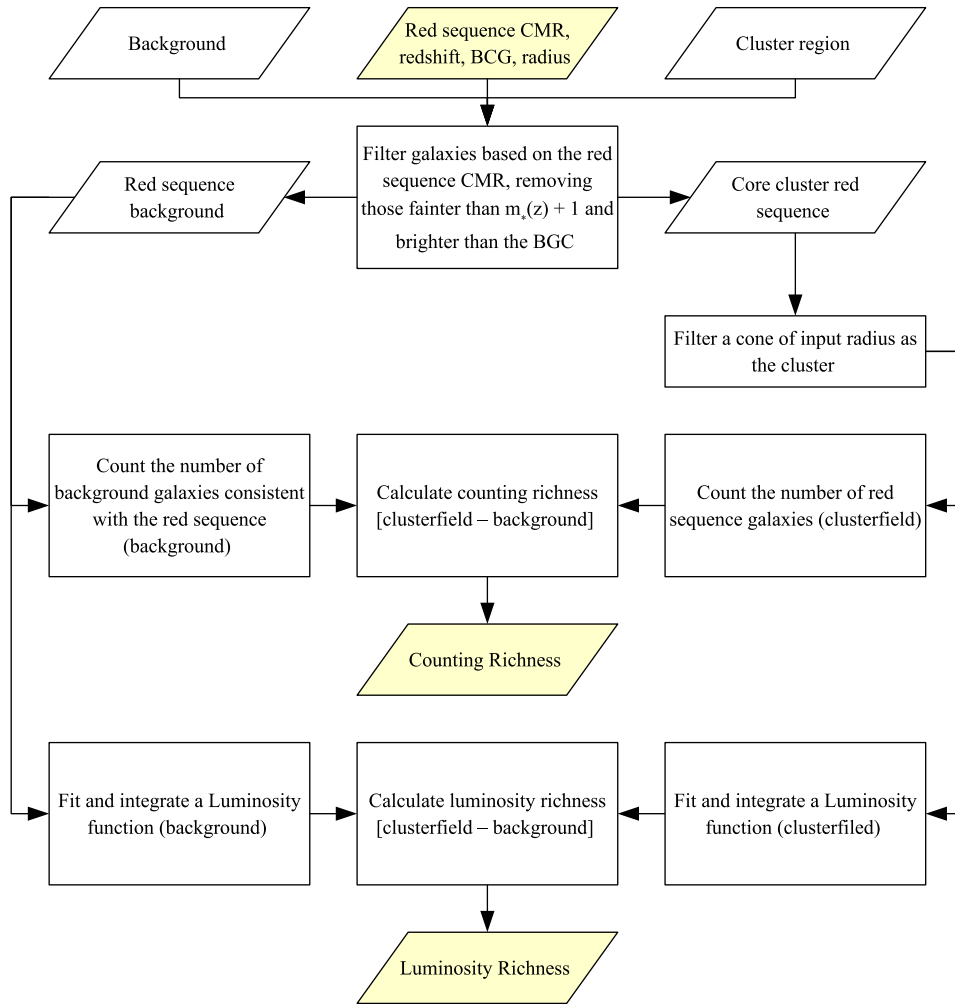 Background
Red sequence CMR,
redshift, BCG, radius
Cluster region
Filter galaxies based on the red
sequence CMR, removing
those fainter than m*(z) + 1 and
brighter than the BGC
Red sequence
background
Core cluster red
sequence
Filter a cone of input radius as
the cluster
Count the number of
background galaxies consistent
with the red sequence
(background)
Calculate counting richness
[clusterfield – background]
Count the number of red
sequence galaxies (clusterfield)
Counting Richness
Fit and integrate a Luminosity
function (background)
Calculate luminosity richness
[clusterfield – background]
Fit and integrate a Luminosity
function (clusterfiled)
Luminosity Richness